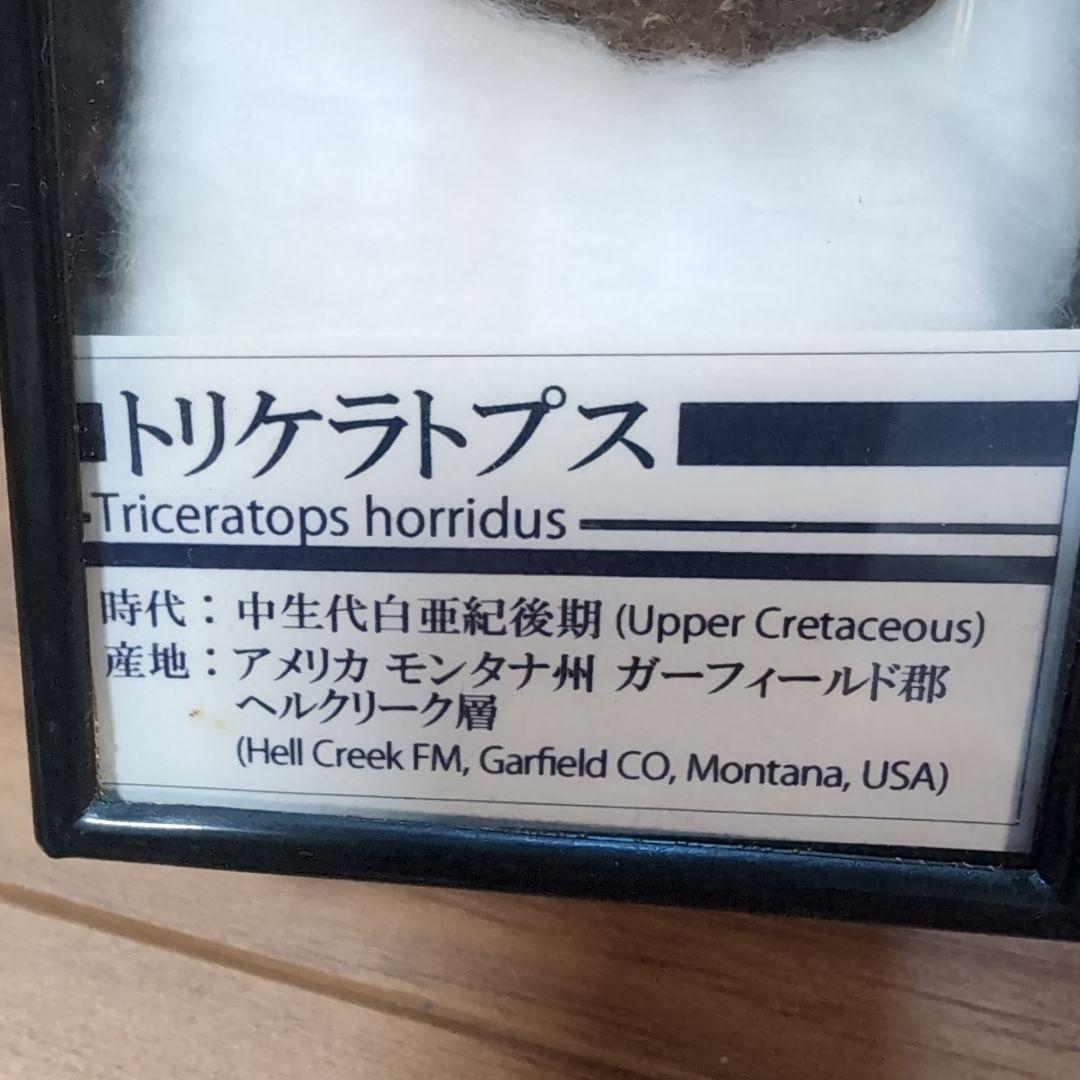 トリケラトプス
Triceratops horridus
時代：中生代白亜紀後期 (Upper Cretaceous)
産地：アメリカ モンタナ州 ガーフィールド郡
ヘルクリーク層
(Hell Creek FM, Garfield CO, Montana, USA)